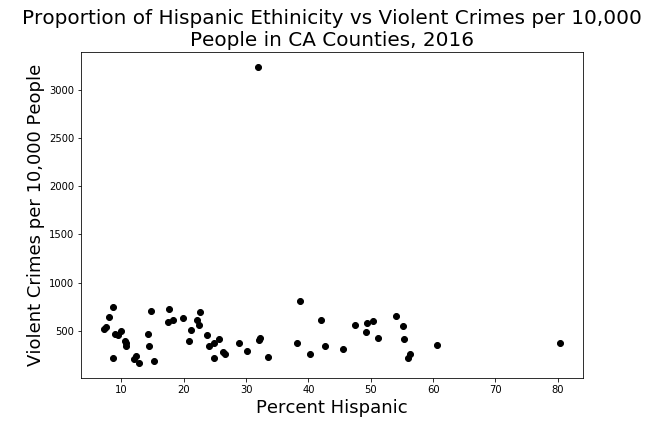 Proportion of Hispanic Ethinicity vs Violent Crimes per 10,000
People in CA Counties, 2016
Violent Crimes per 10,000 People
3000
2500
2000
1500
1000
500
10 20 30 40 50 60 70 80
Percent Hispanic